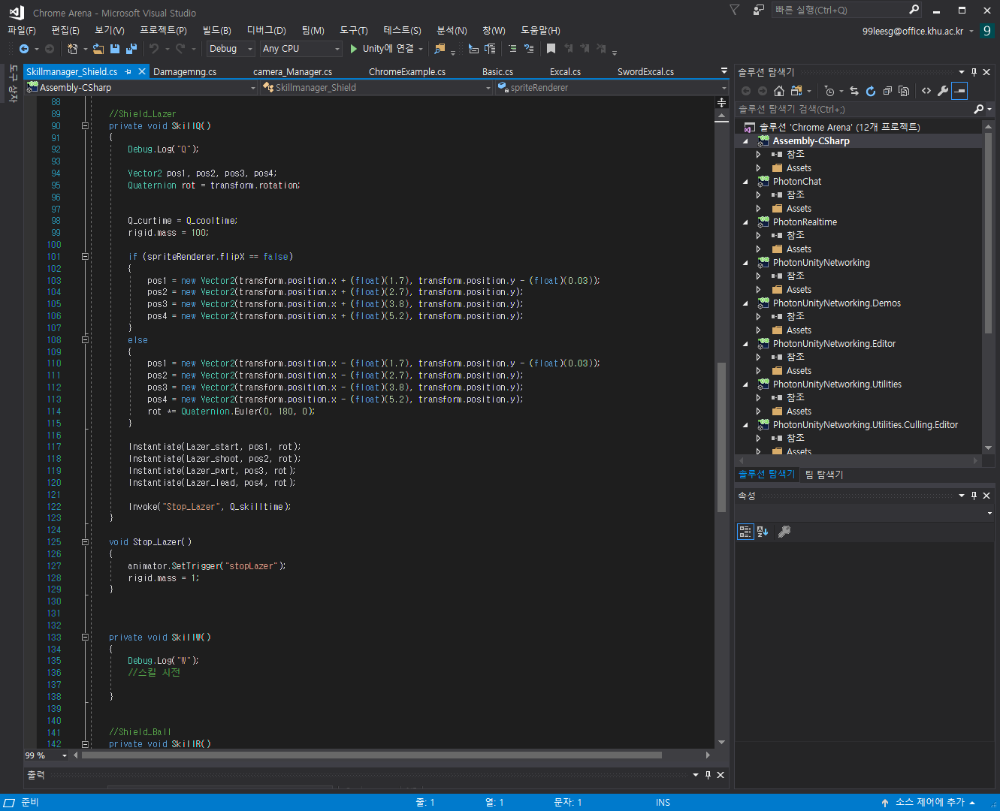 Chrome Arena - Microsoft Visual Studio
빠른 실행(Ctrl+Q)
파일(F) 편집(E) 보기(V) 프로젝트(P) 빌드(B) 디버그(D) 팀(M) 도구(T) 테스트(S) 분석(N) 창(W) 도움말(H)
99leesg@office.khu.ac.kr 9
Debug Any CPU Unity에 연결
도구 상자
Skillmanager_Shield.cs Damagemng.cs camera_Manager.cs ChromeExample.cs Basic.cs Excal.cs SwordExcal.cs
Assembly-CSharp Skillmanager_Shield spriteRenderer
88
89 //Shield_Lazer
90 private void SkillQ()
91 {
92 Debug.Log("Q");
93
94 Vector2 pos1, pos2, pos3, pos4;
95 Quaternion rot = transform.rotation;
96
97
98 Q_curtime = Q_cooltime;
99 rigid.mass = 100;
100
101 if (spriteRenderer.flipX == false)
102 {
103 pos1 = new Vector2(transform.position.x + (float)(1.7), transform.position.y - (float)(0.03));
104 pos2 = new Vector2(transform.position.x + (float)(2.7), transform.position.y);
105 pos3 = new Vector2(transform.position.x + (float)(3.8), transform.position.y);
106 pos4 = new Vector2(transform.position.x + (float)(5.2), transform.position.y);
107 }
108 else
109 {
110 pos1 = new Vector2(transform.position.x - (float)(1.7), transform.position.y - (float)(0.03));
111 pos2 = new Vector2(transform.position.x - (float)(2.7), transform.position.y);
112 pos3 = new Vector2(transform.position.x - (float)(3.8), transform.position.y);
113 pos4 = new Vector2(transform.position.x - (float)(5.2), transform.position.y);
114 rot *= Quaternion.Euler(0, 180, 0);
115 }
116
117 Instantiate(Lazer_start, pos1, rot);
118 Instantiate(Lazer_shoot, pos2, rot);
119 Instantiate(Lazer_part, pos3, rot);
120 Instantiate(Lazer_lead, pos4, rot);
121
122 Invoke("Stop_Lazer", Q_skilltime);
123 }
124
125 void Stop_Lazer()
126 {
127 animator.SetTrigger("stopLazer");
128 rigid.mass = 1;
129 }
130
131
132
133 private void SkillW()
134 {
135 Debug.Log("W");
136 //스킬 시전
137
138 }
139
140
141 //Shield_Ball
142 private void SkillR()
99 %
출력
솔루션 탐색기
솔루션 탐색기 검색(Ctrl+;)
솔루션 'Chrome Arena' (12개 프로젝트)
Assembly-CSharp
참조
Assets
PhotonChat
참조
Assets
PhotonRealtime
참조
Assets
PhotonUnityNetworking
참조
Assets
PhotonUnityNetworking.Demos
참조
Assets
PhotonUnityNetworking.Editor
참조
Assets
PhotonUnityNetworking.Utilities
참조
Assets
PhotonUnityNetworking.Utilities.Culling.Editor
참조
Assets
솔루션 탐색기 팀 탐색기
속성
준비 줄: 1 열: 1 문자: 1 INS 소스 제어에 추가